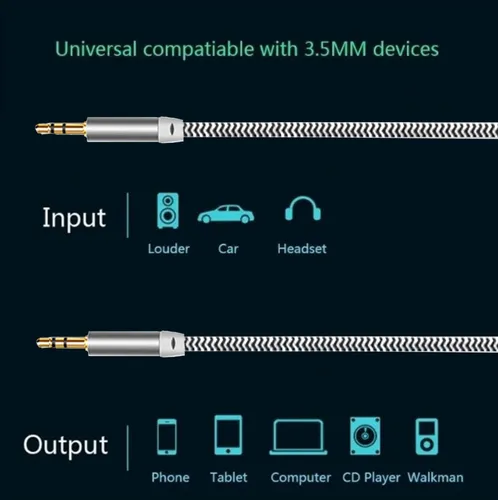 Universal compatiable with 3.5MM devices
Input
Louder Car Headset
Output
Phone Tablet Computer CD Player Walkman